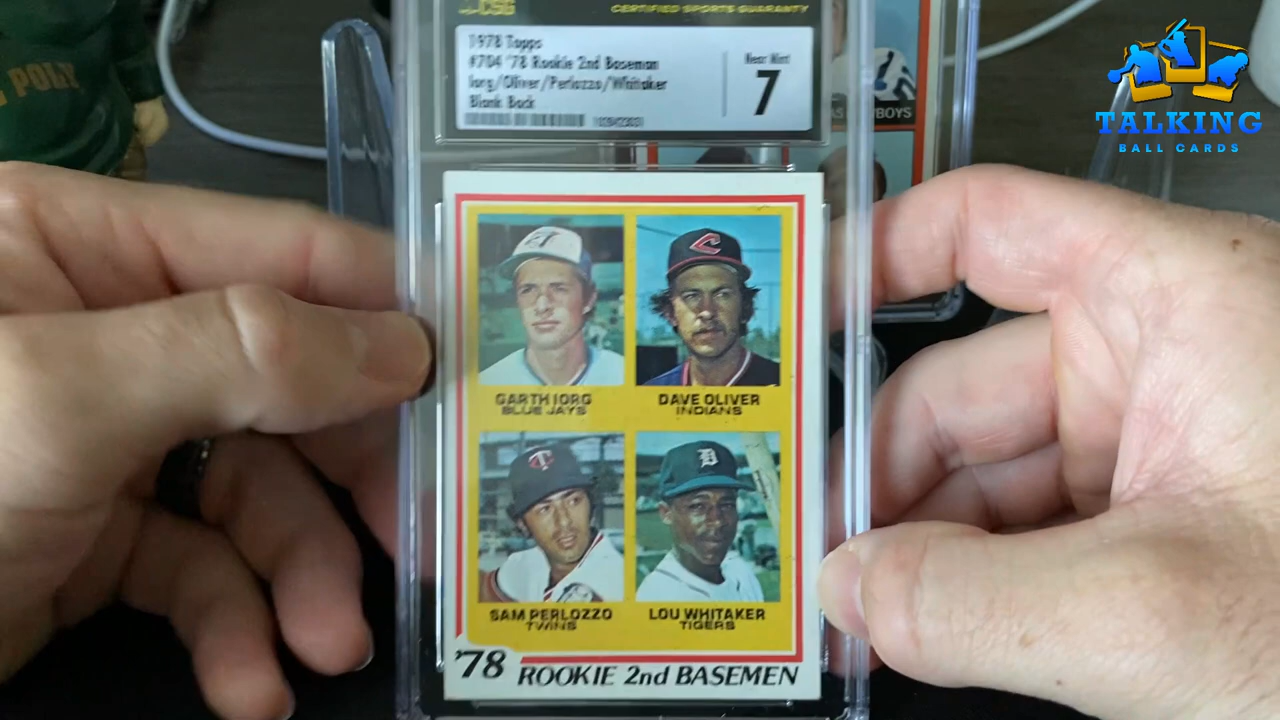 CSG
CERTIFIED SPORTS GUARANTY
1978 Topps
#704 '78 Rookie 2nd Baseman
Iorg/Oliver/Perlozzo/Whitaker
Blank Back
Near Mint
7
POLY
BOYS
TALKING
BALL CARDS
GARTH IORG
BLUE JAYS
DAVE OLIVER
INDIANS
SAM PERLOZZO
TWINS
LOU WHITAKER
TIGERS
'78 ROOKIE 2nd BASEMEN